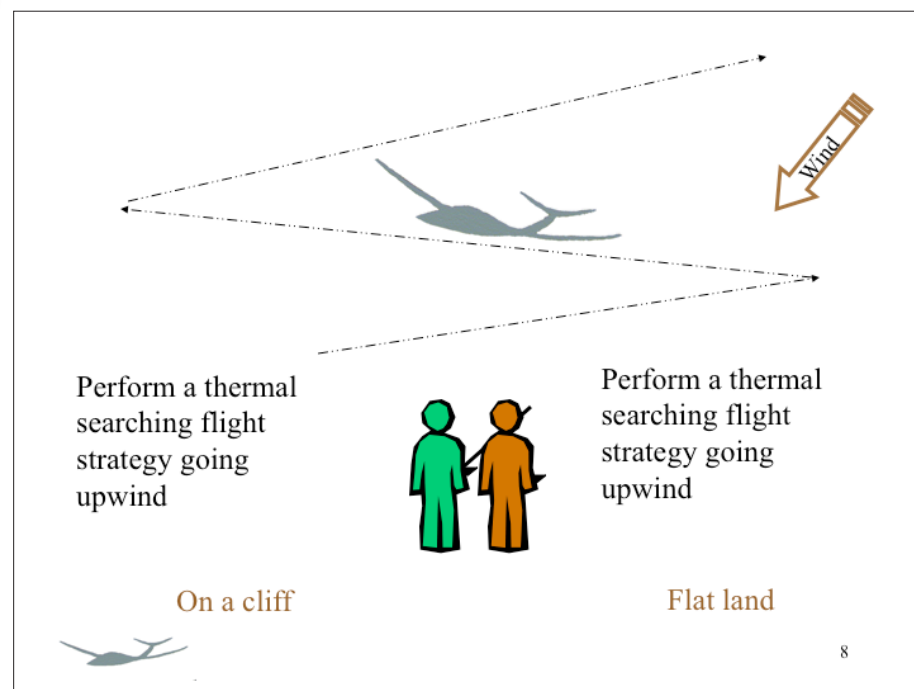 Wind
Perform a thermal
searching flight
strategy going
upwind
Perform a thermal
searching flight
strategy going
upwind
On a cliff
Flat land
8